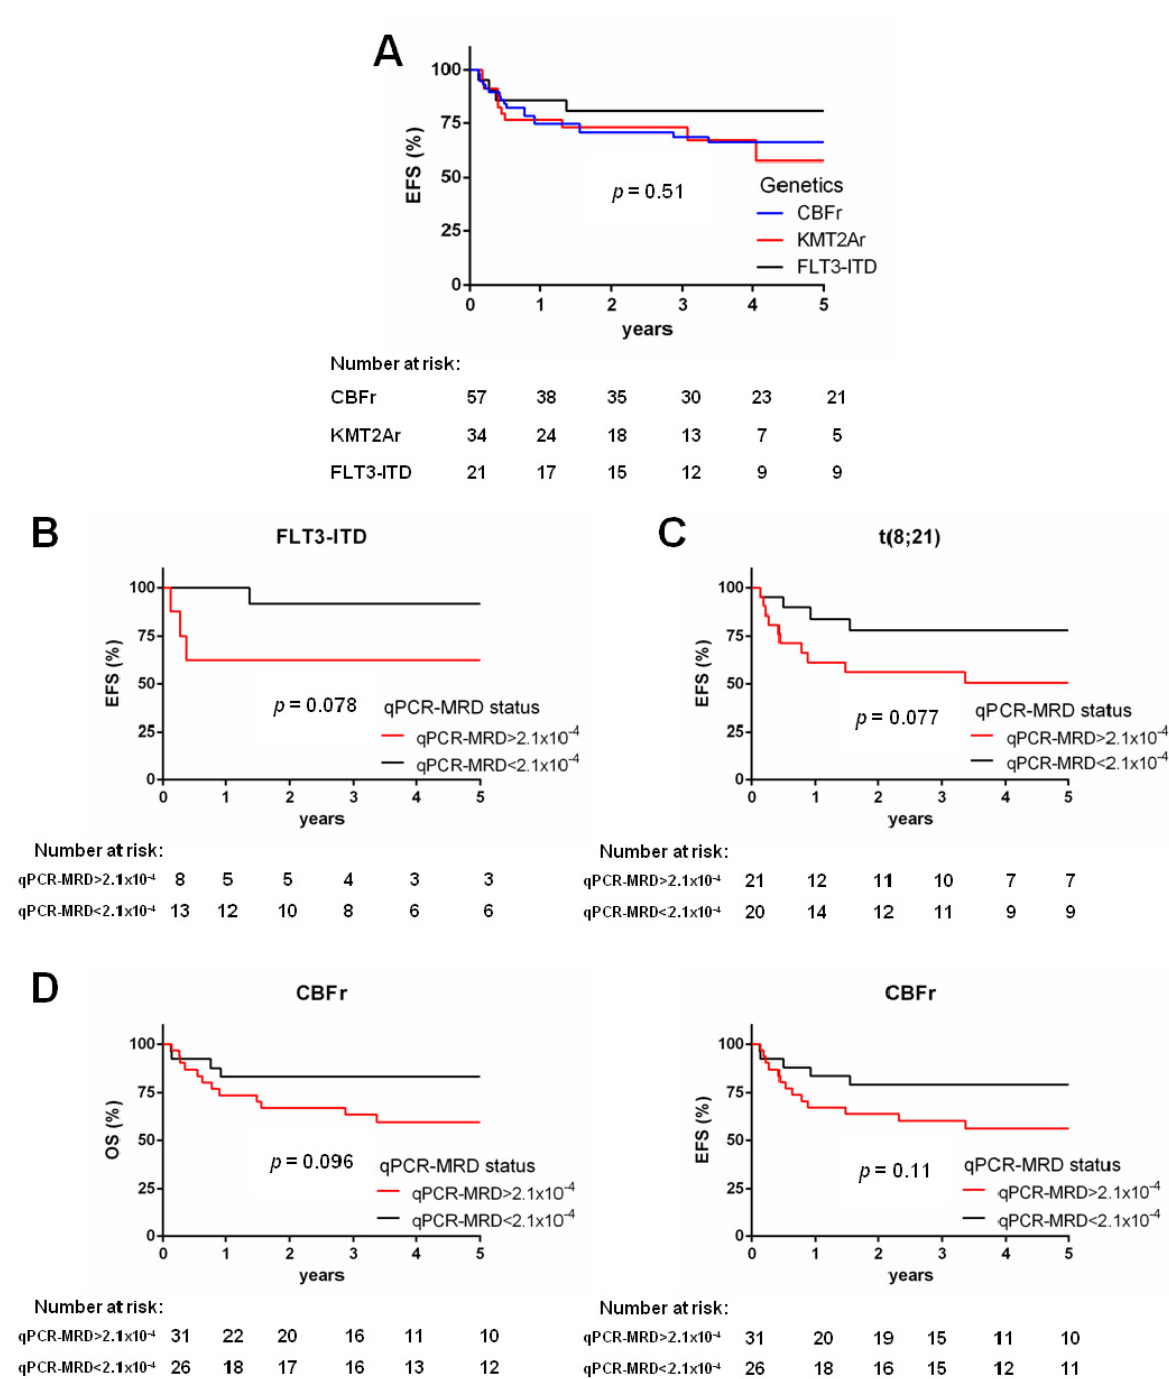 A
100
75
50
25
0
EFS (%)
p = 0.51
Genetics
CBFr
KMT2Ar
FLT3-ITD
0 1 2 3 4 5
years
Number at risk:
CBFr 57 38 35 30 23 21
KMT2Ar 34 24 18 13 7 5
FLT3-ITD 21 17 15 12 9 9
B
FLT3-ITD
100
75
50
25
0
EFS (%)
p = 0.078
qPCR-MRD status
qPCR-MRD>2.1x10⁻⁴
qPCR-MRD<2.1x10⁻⁴
0 1 2 3 4 5
years
Number at risk:
qPCR-MRD>2.1x10⁻⁴ 8 5 5 4 3 3
qPCR-MRD<2.1x10⁻⁴ 13 12 10 8 6 6
C
t(8;21)
100
75
50
25
0
EFS (%)
p = 0.077
qPCR-MRD status
qPCR-MRD>2.1x10⁻⁴
qPCR-MRD<2.1x10⁻⁴
0 1 2 3 4 5
years
Number at risk:
qPCR-MRD>2.1x10⁻⁴ 21 12 11 10 7 7
qPCR-MRD<2.1x10⁻⁴ 20 14 12 11 9 9
D
CBFr
100
75
50
25
0
OS (%)
p = 0.096
qPCR-MRD status
qPCR-MRD>2.1x10⁻⁴
qPCR-MRD<2.1x10⁻⁴
0 1 2 3 4 5
years
Number at risk:
qPCR-MRD>2.1x10⁻⁴ 31 22 20 16 11 10
qPCR-MRD<2.1x10⁻⁴ 26 18 17 16 13 12
CBFr
100
75
50
25
0
EFS (%)
p = 0.11
qPCR-MRD status
qPCR-MRD>2.1x10⁻⁴
qPCR-MRD<2.1x10⁻⁴
0 1 2 3 4 5
years
Number at risk:
qPCR-MRD>2.1x10⁻⁴ 31 20 19 15 11 10
qPCR-MRD<2.1x10⁻⁴ 26 18 16 15 12 11